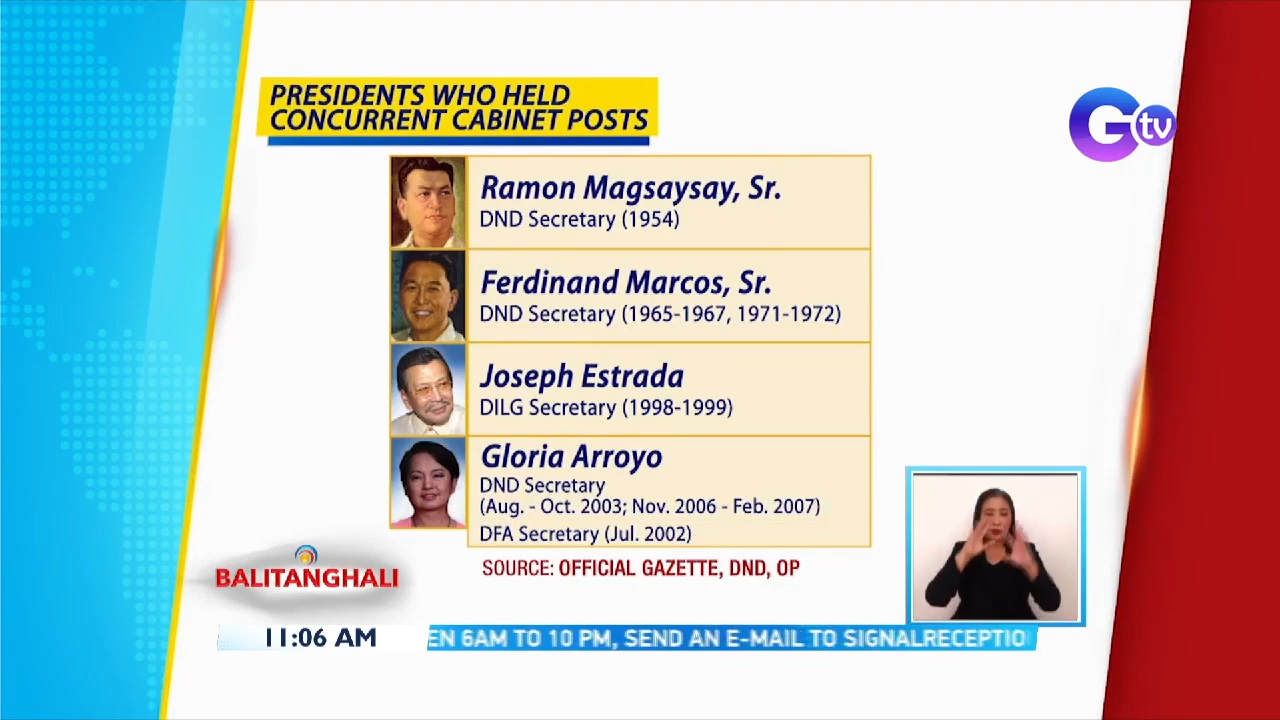 PRESIDENTS WHO HELD
CONCURRENT CABINET POSTS
Gtv
Ramon Magsaysay, Sr.
DND Secretary (1954)
Ferdinand Marcos, Sr.
DND Secretary (1965-1967, 1971-1972)
Joseph Estrada
DILG Secretary (1998-1999)
Gloria Arroyo
DND Secretary
(Aug. - Oct. 2003; Nov. 2006 - Feb. 2007)
DFA Secretary (Jul. 2002)
SOURCE: OFFICIAL GAZETTE, DND, OP
BALITANGHALI
11:06 AM
EN 6AM TO 10 PM, SEND AN E-MAIL TO SIGNALRECEPTIO